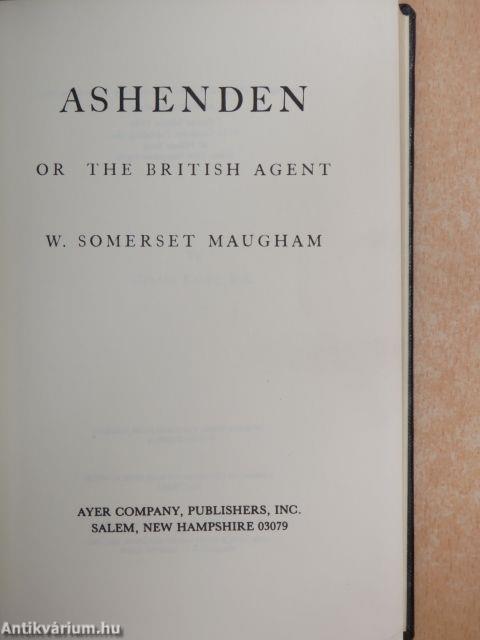 ASHENDEN
OR THE BRITISH AGENT
W. SOMERSET MAUGHAM
AYER COMPANY, PUBLISHERS, INC.
SALEM, NEW HAMPSHIRE 03079
Antikvárium.hu